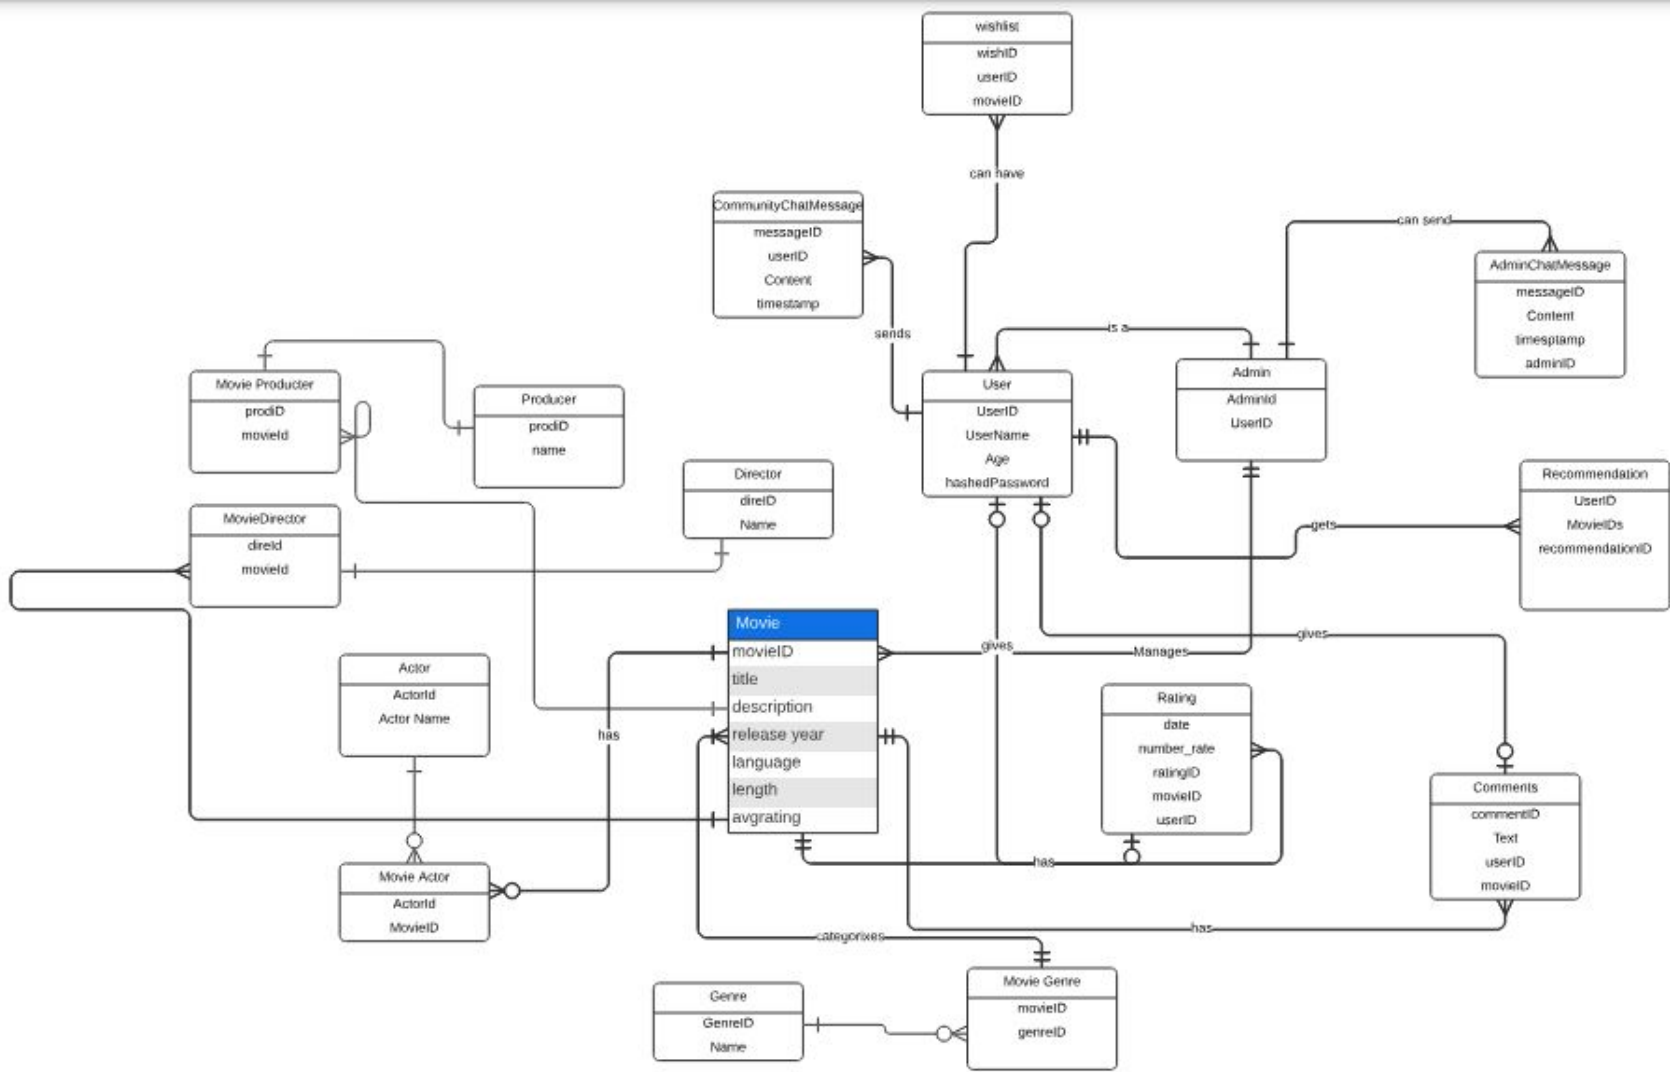 wishlist
wishID
userID
movieID
can have
CommunityChatMessage
messageID
userID
Content
timestamp
sends
can send
AdminChatMessage
messageID
Content
timesptamp
adminID
is a
Movie Producter
prodiD
movieId
Producer
prodiD
name
User
UserID
UserName
Age
hashedPassword
Admin
AdminId
UserID
Director
direID
Name
Recommendation
UserID
MovieIDs
recommendationID
gets
MovieDirector
direId
movieId
Movie
movieID
title
description
release year
language
length
avgrating
gives
Manages
gives
Actor
ActorId
Actor Name
has
Rating
date
number_rate
ratingID
movieID
userID
Comments
commentID
Text
userID
movieID
has
Movie Actor
ActorId
MovieID
has
categorixes
Movie Genre
movieID
genreID
Genre
GenreID
Name